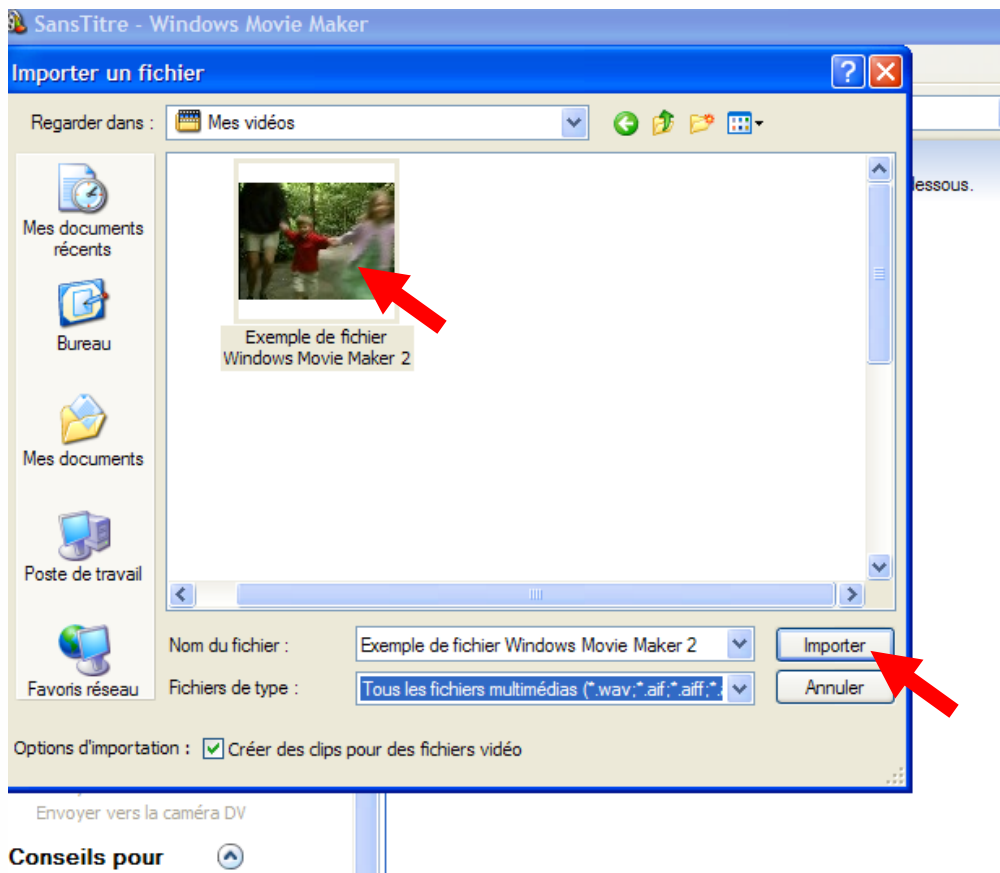 SansTitre - Windows Movie Maker
Importer un fichier
Regarder dans :
Mes vidéos
essous.
Mes documents
récents
Bureau
Mes documents
Poste de travail
Favoris réseau
Exemple de fichier
Windows Movie Maker 2
Nom du fichier :
Exemple de fichier Windows Movie Maker 2
Importer
Fichiers de type :
Tous les fichiers multimédias (*.wav;*.aif;*.aiff;*.
Annuler
Options d'importation :
Créer des clips pour des fichiers vidéo
Envoyer vers la caméra DV
Conseils pour